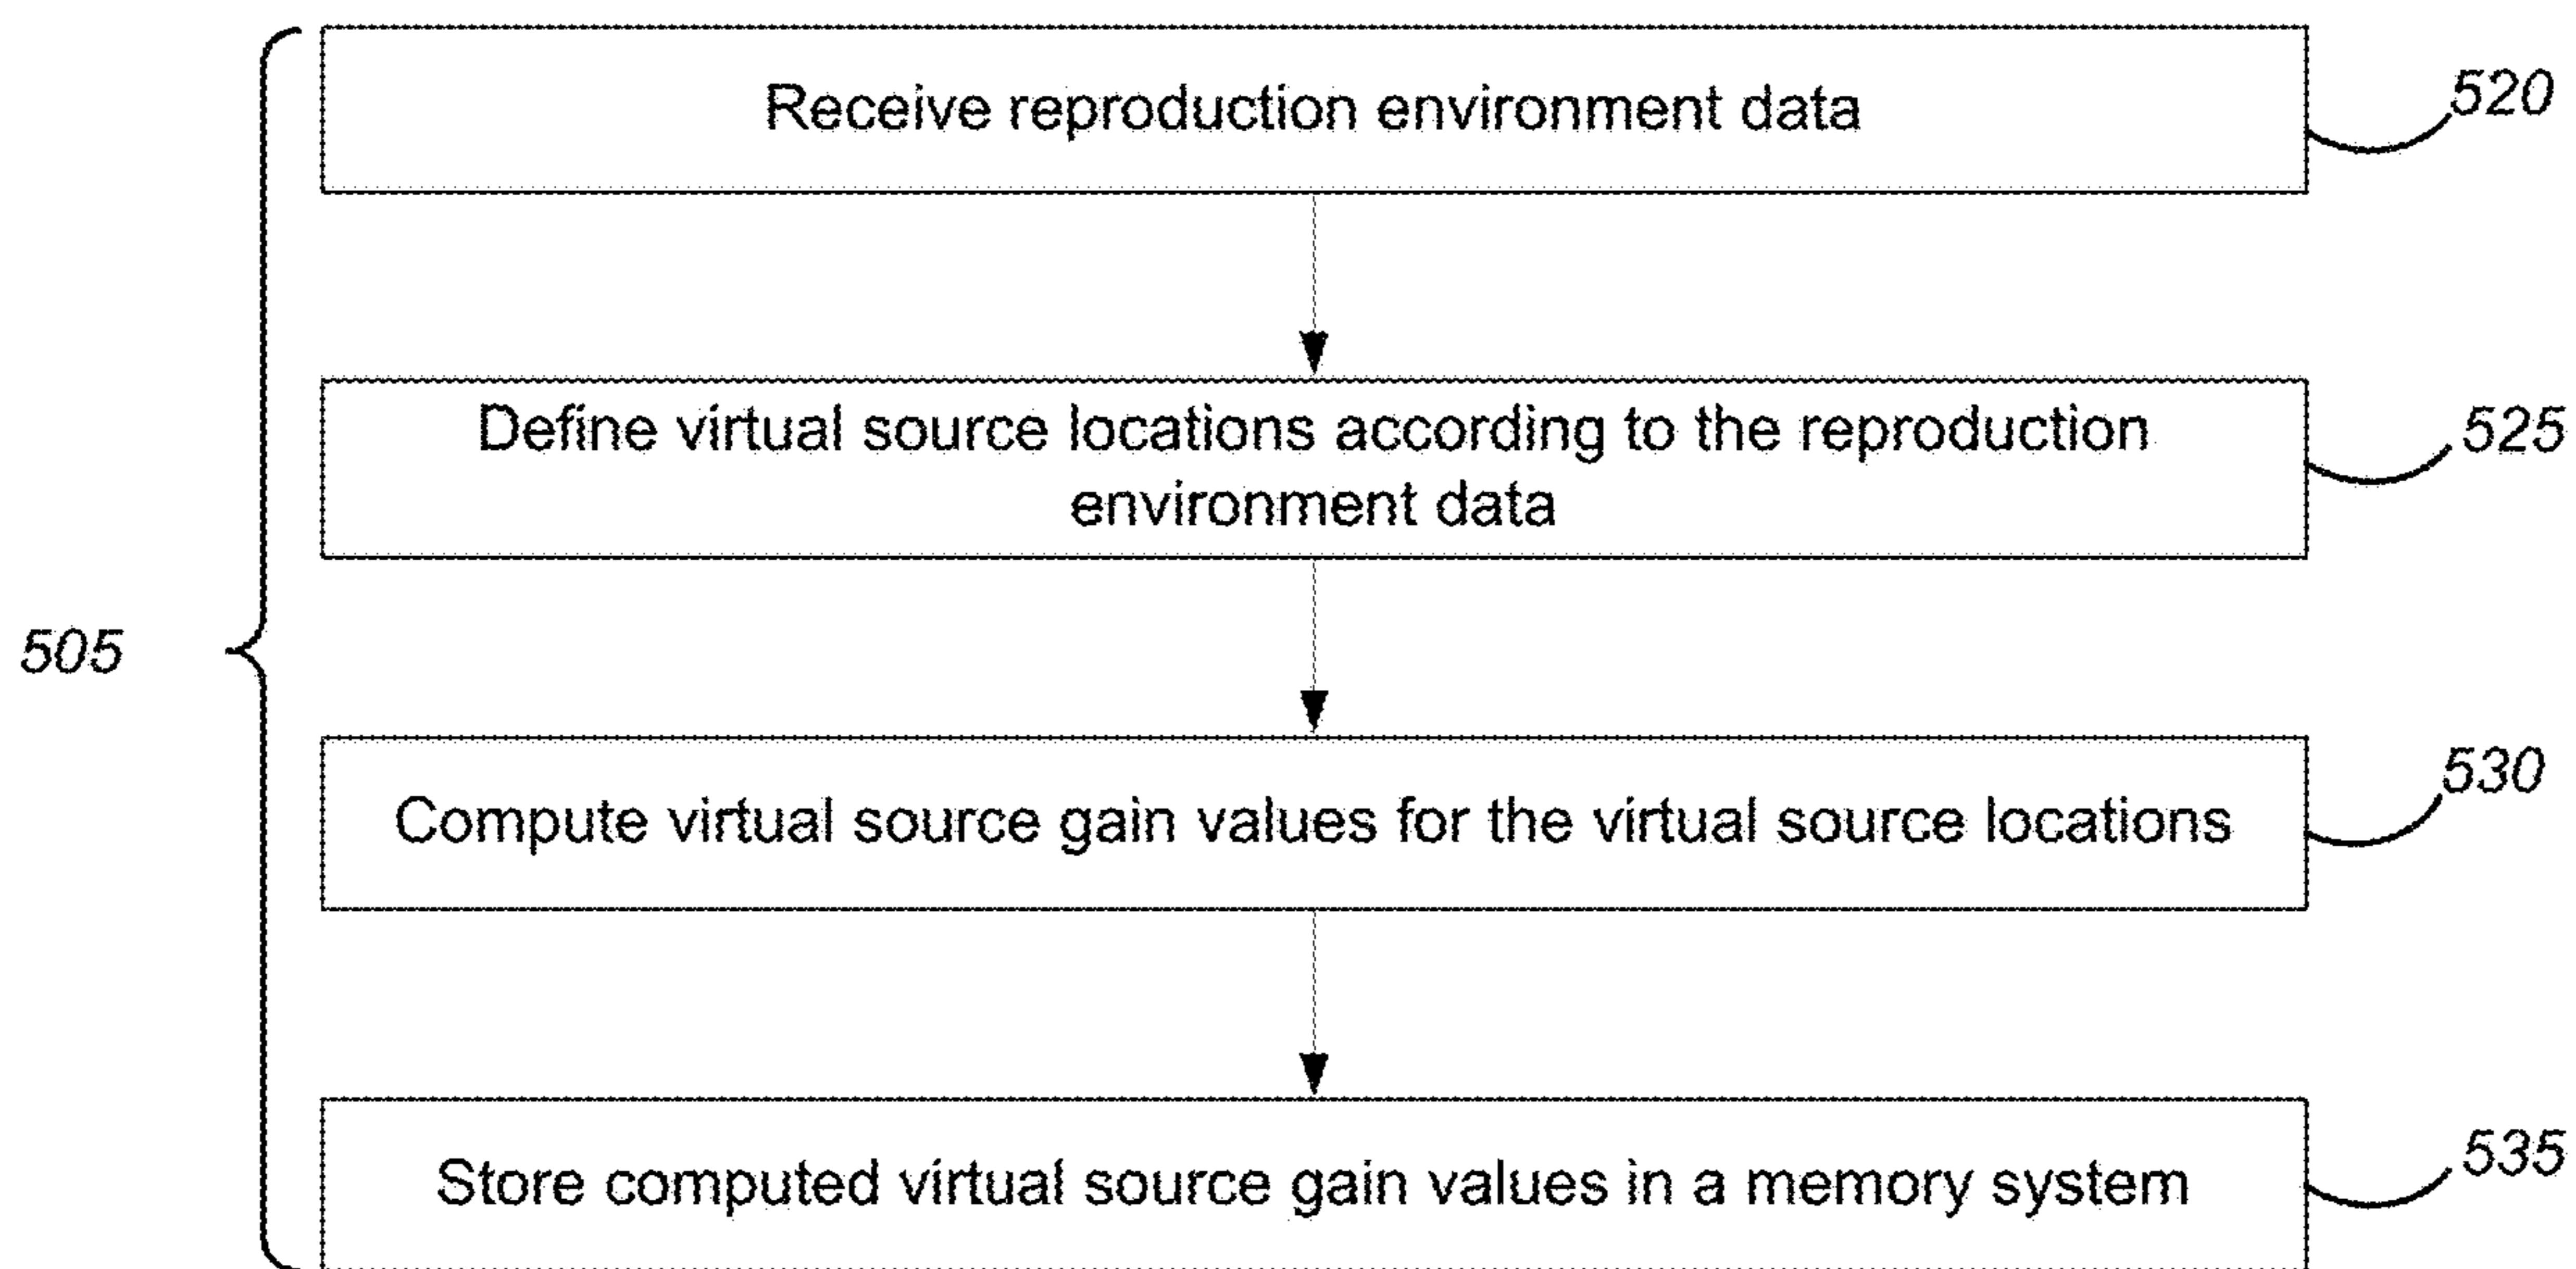 Receive reproduction environment data
520
Define virtual source locations according to the reproduction
environment data
525
505
Compute virtual source gain values for the virtual source locations
530
Store computed virtual source gain values in a memory system
535